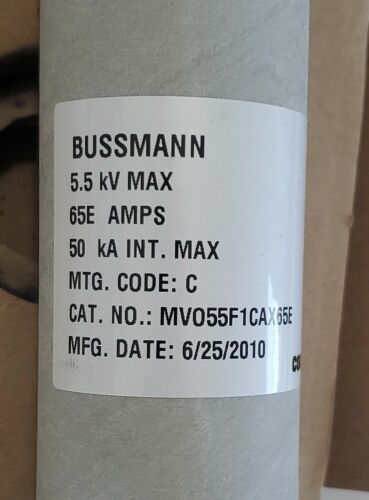 BUSSMANN
5.5 kV MAX
65E AMPS
50 kA INT. MAX
MTG. CODE: C
CAT. NO.: MV055F1CAX65E
MFG. DATE: 6/25/2010